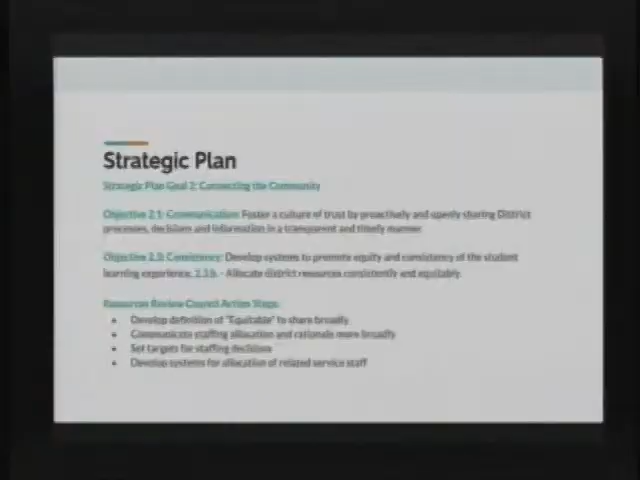 Strategic Plan
Strategic Plan Goal 2: Connecting the Community
Objective 2.1: Communication: Foster a culture of trust by proactively and openly sharing District
processes, decisions and information in a transparent and timely manner.
Objective 2.3: Consistency: Develop systems to promote equity and consistency of the student
learning experience. - Allocate district resources consistently and equitably.
Resources Review Council Action Steps:
• Develop definition of "Equitable" to share broadly
• Communicate staffing allocation and rationale more broadly
• Set targets for staffing decisions
• Develop systems for allocation of related service staff